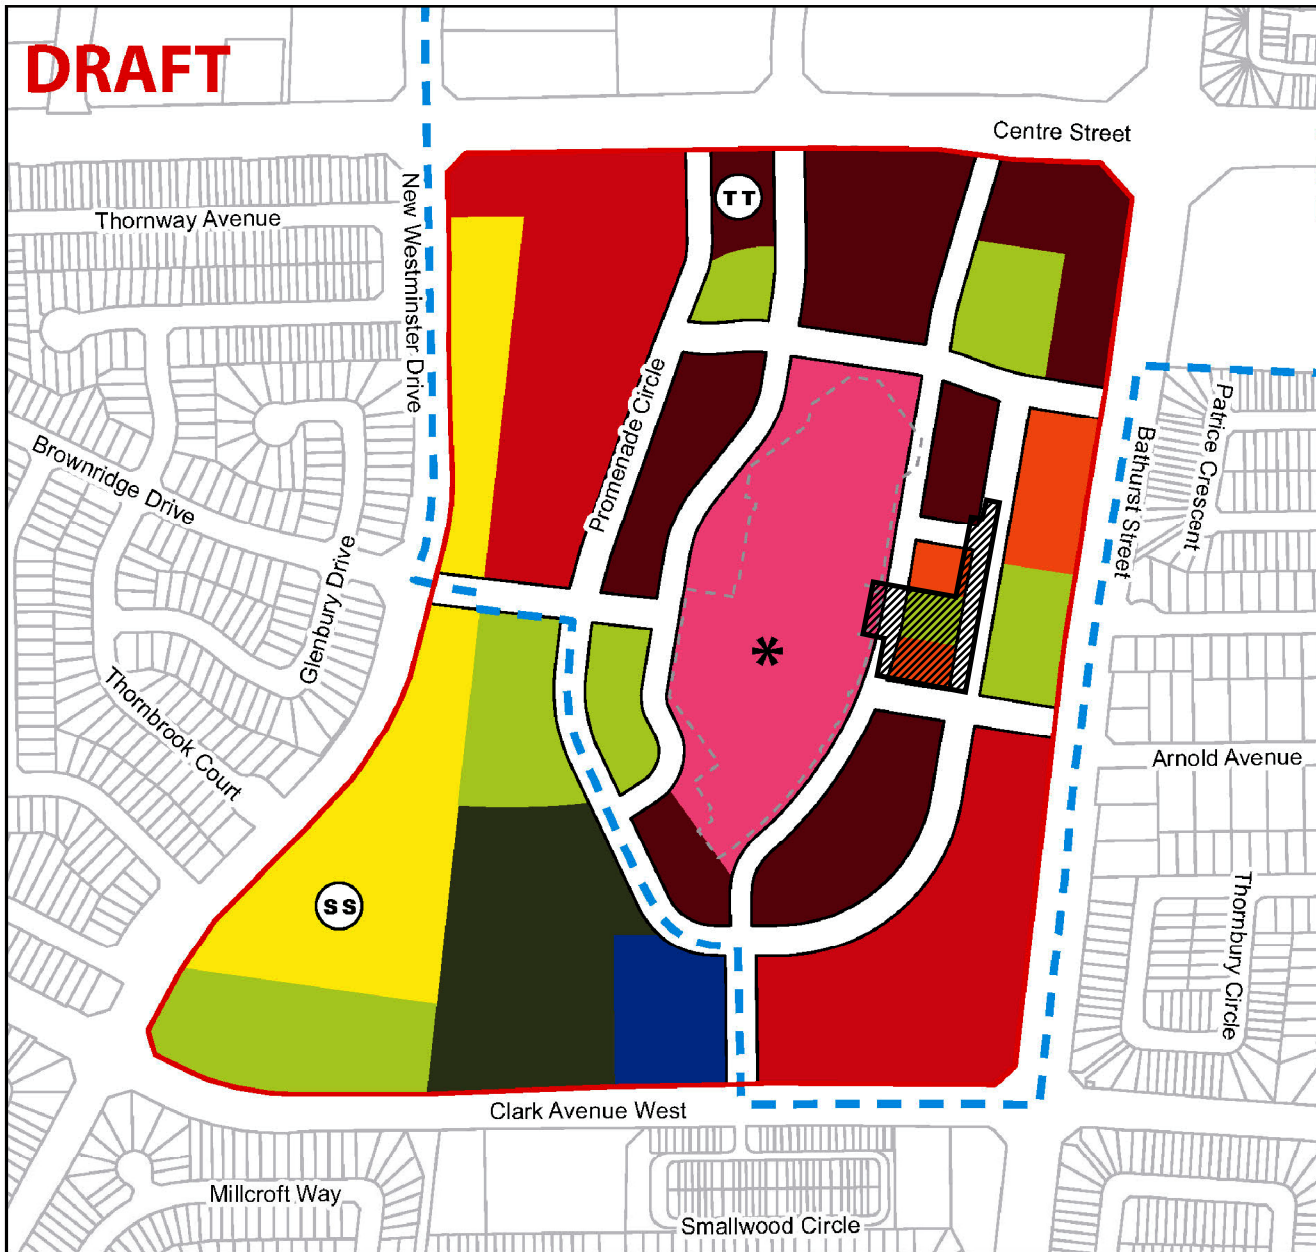 DRAFT
Centre Street
TT
Thornway Avenue
New Westminster Drive
Promenade Circle
Patrice Crescent
Bathurst Street
Brownridge Drive
Glenbury Drive
*
Thornbrook Court
Arnold Avenue
SS
Thornbury Circle
Clark Avenue West
Millcroft Way
Smallwood Circle